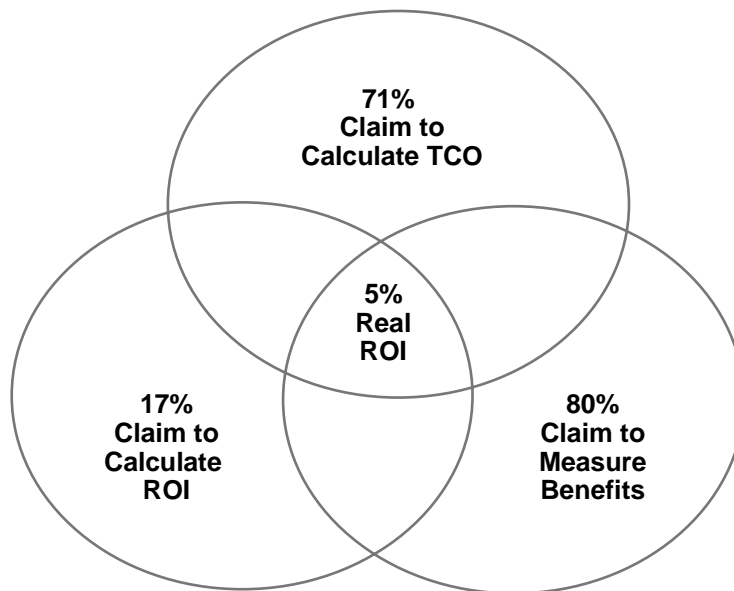 71%
Claim to
Calculate TCO
5%
Real
ROI
17%
Claim to
Calculate
ROI
80%
Claim to
Measure
Benefits